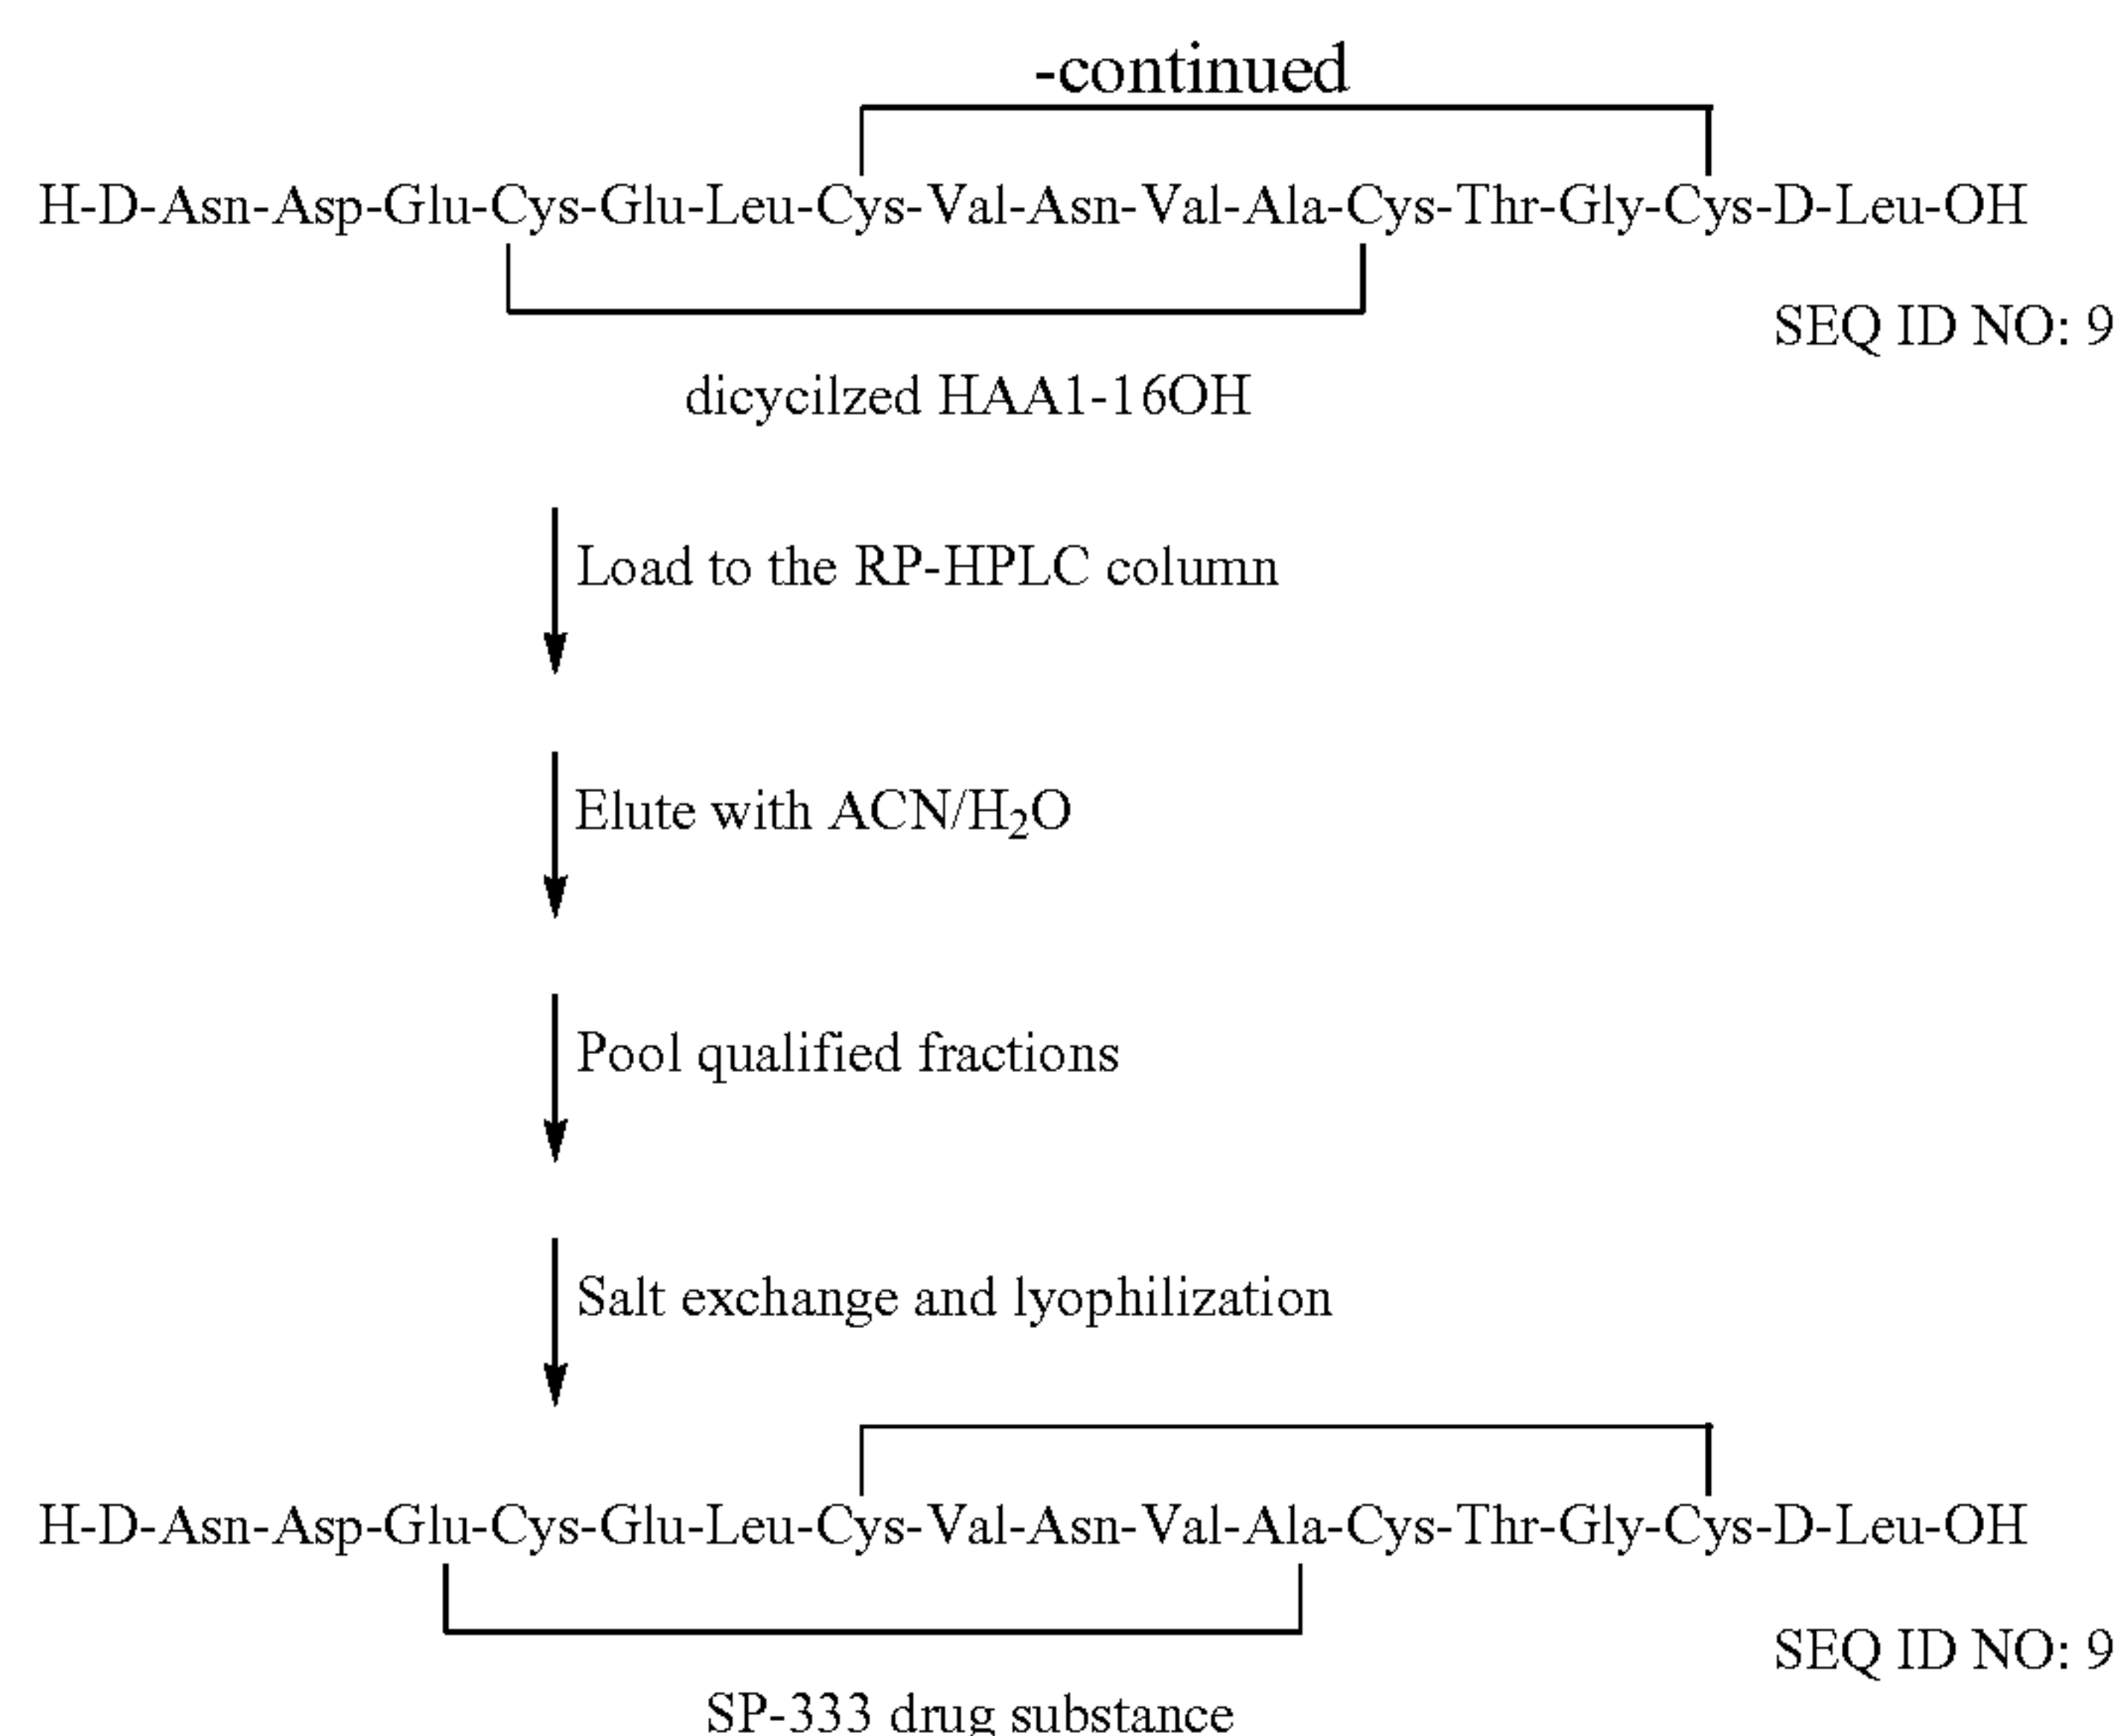 -continued
H-D-Asn-Asp-Glu-Cys-Glu-Leu-Cys-Val-Asn-Val-Ala-Cys-Thr-Gly-Cys-D-Leu-OH
SEQ ID NO: 9
dicycilzed HAA1-16OH
Load to the RP-HPLC column
Elute with ACN/H₂O
Pool qualified fractions
Salt exchange and lyophilization
H-D-Asn-Asp-Glu-Cys-Glu-Leu-Cys-Val-Asn-Val-Ala-Cys-Thr-Gly-Cys-D-Leu-OH
SEQ ID NO: 9
SP-333 drug substance